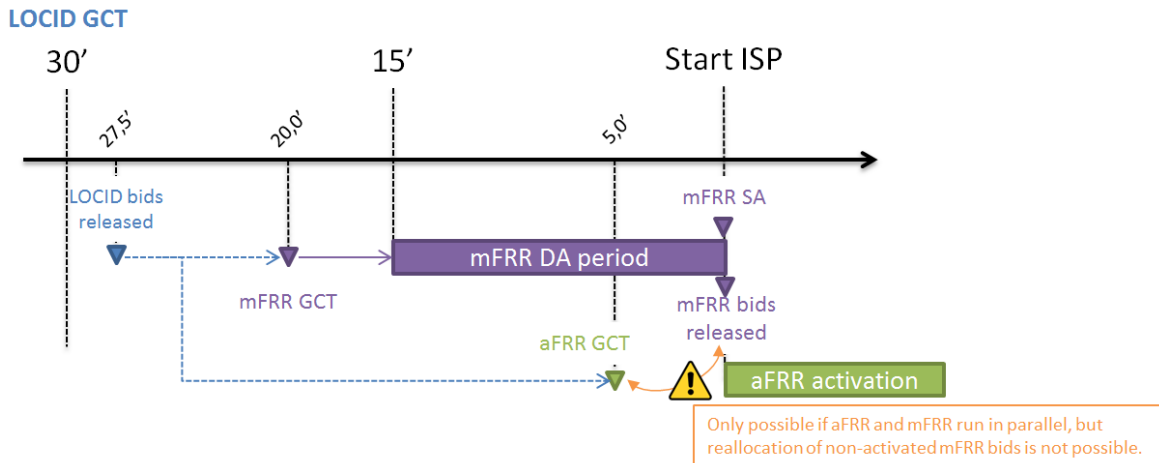 LOCID GCT
30’
15’
Start ISP
27,5’
20,0’
5,0’
LOCID bids
released
mFRR SA
mFRR DA period
mFRR GCT
mFRR bids
released
aFRR GCT
aFRR activation
Only possible if aFRR and mFRR run in parallel, but
reallocation of non-activated mFRR bids is not possible.